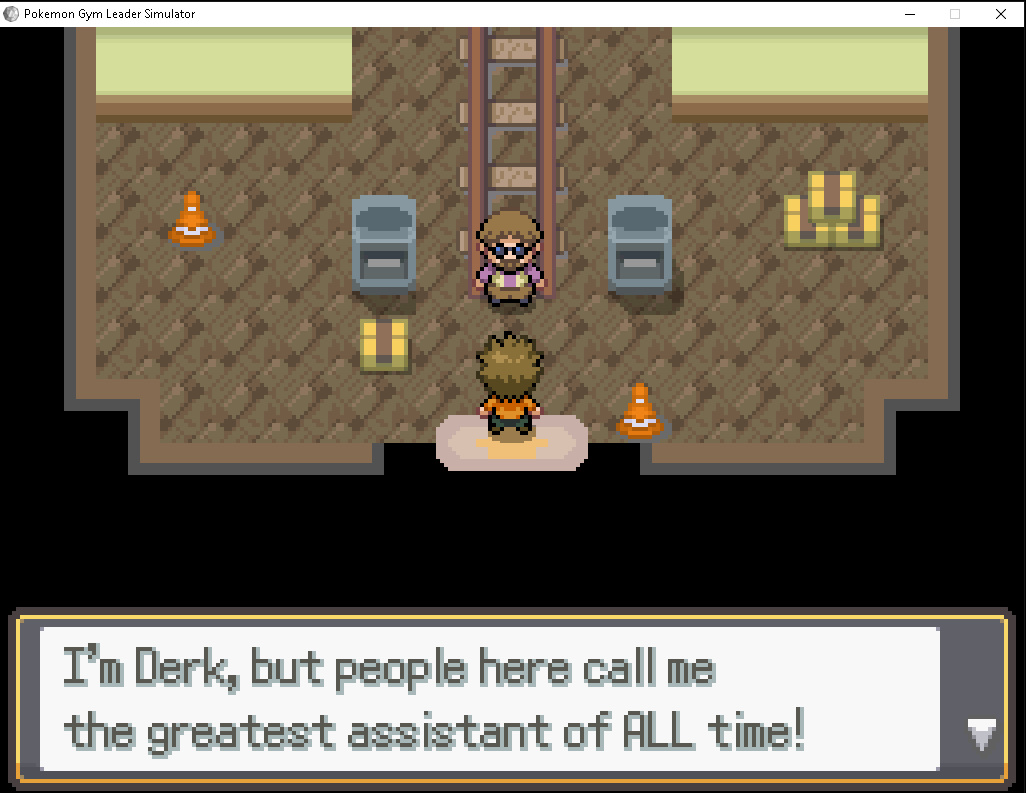 Pokemon Gym Leader Simulator
I'm Derk, but people here call me
the greatest assistant of ALL time!